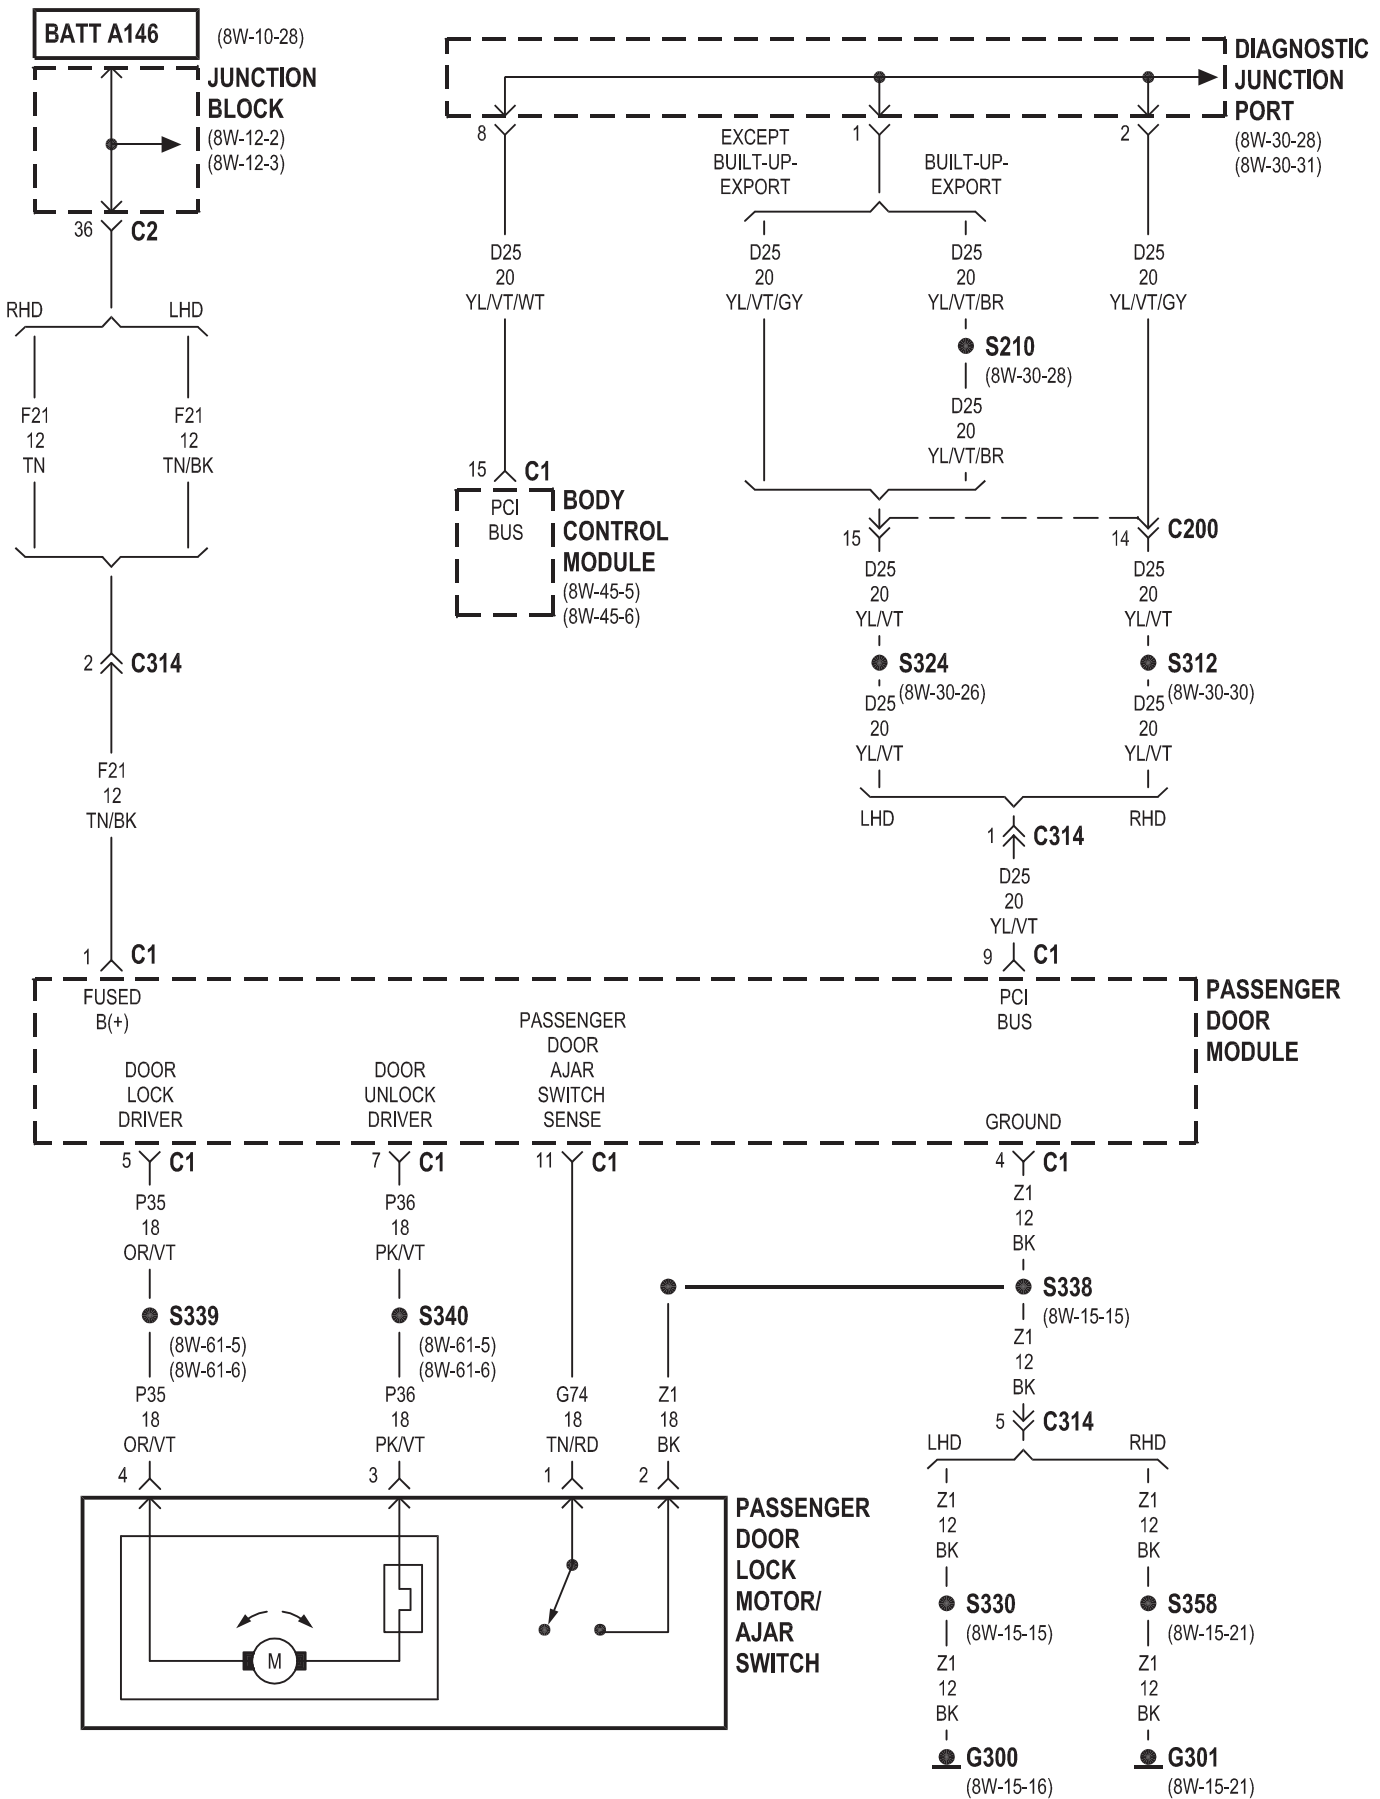 BATT A146
(8W-10-28)
JUNCTION
BLOCK
(8W-12-2)
(8W-12-3)
36
C2
RHD
LHD
F21
12
TN
F21
12
TN/BK
2
C314
F21
12
TN/BK
1
C1
DIAGNOSTIC
JUNCTION
PORT
(8W-30-28)
(8W-30-31)
8
1
2
EXCEPT
BUILT-UP-
EXPORT
BUILT-UP-
EXPORT
D25
20
YL/VT/WT
D25
20
YL/VT/GY
D25
20
YL/VT/BR
D25
20
YL/VT/GY
S210
(8W-30-28)
D25
20
YL/VT/BR
15
C1
PCI
BUS
BODY
CONTROL
MODULE
(8W-45-5)
(8W-45-6)
15
14
C200
D25
20
YL/VT
D25
20
YL/VT
S324
(8W-30-26)
S312
(8W-30-30)
D25
20
YL/VT
D25
20
YL/VT
LHD
RHD
1
C314
D25
20
YL/VT
9
C1
FUSED
B(+)
PCI
BUS
PASSENGER
DOOR
MODULE
DOOR
LOCK
DRIVER
DOOR
UNLOCK
DRIVER
PASSENGER
DOOR
AJAR
SWITCH
SENSE
GROUND
5
C1
7
C1
11
C1
4
C1
P35
18
OR/VT
P36
18
PK/VT
Z1
12
BK
S339
(8W-61-5)
(8W-61-6)
S340
(8W-61-5)
(8W-61-6)
S338
(8W-15-15)
P35
18
OR/VT
P36
18
PK/VT
G74
18
TN/RD
Z1
18
BK
Z1
12
BK
5
C314
4
3
1
2
LHD
RHD
PASSENGER
DOOR
LOCK
MOTOR/
AJAR
SWITCH
M
Z1
12
BK
Z1
12
BK
S330
(8W-15-15)
S358
(8W-15-21)
Z1
12
BK
Z1
12
BK
G300
(8W-15-16)
G301
(8W-15-21)